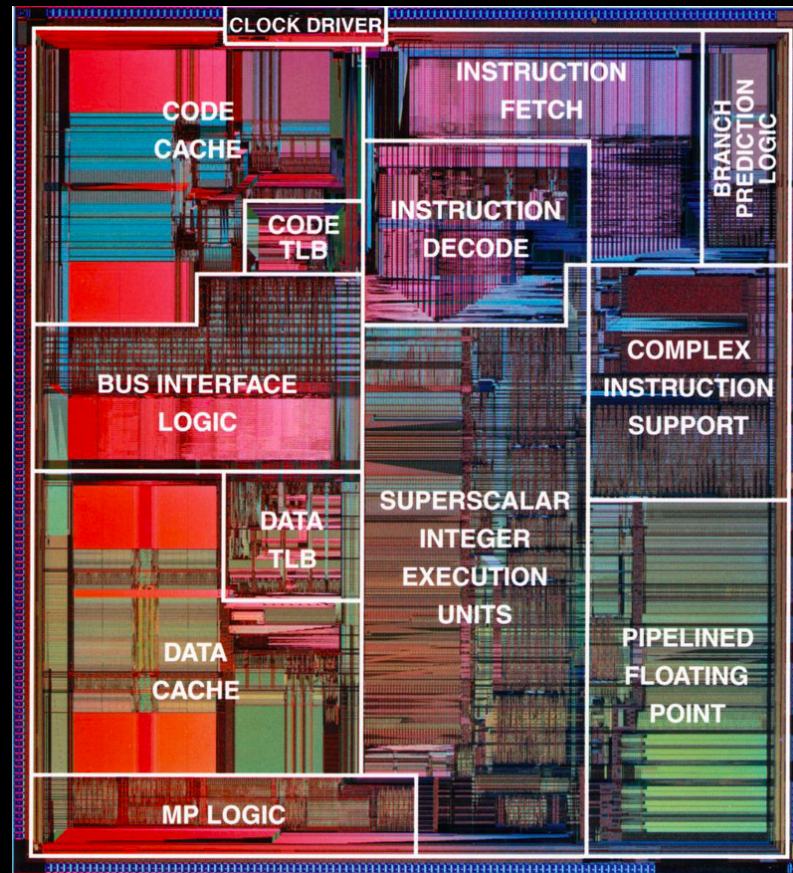 CLOCK DRIVER
CODE
CACHE
INSTRUCTION
FETCH
BRANCH
PREDICTION
LOGIC
CODE
TLB
INSTRUCTION
DECODE
BUS INTERFACE
LOGIC
COMPLEX
INSTRUCTION
SUPPORT
DATA
TLB
SUPERSCALAR
INTEGER
EXECUTION
UNITS
DATA
CACHE
PIPELINED
FLOATING
POINT
MP LOGIC